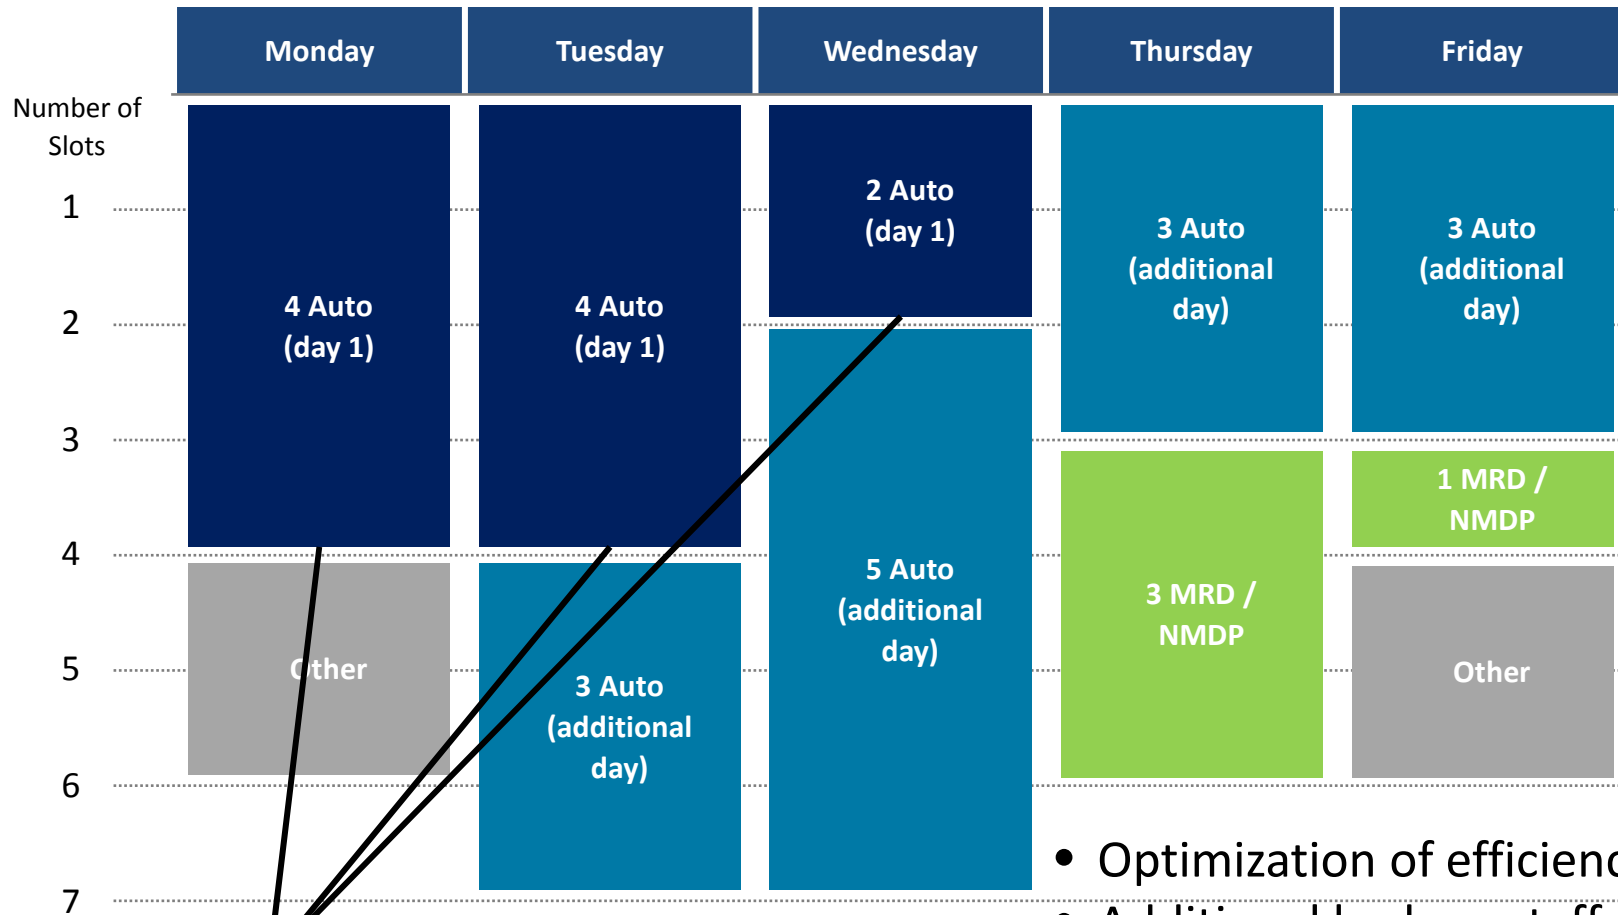 Monday
Tuesday
Wednesday
Thursday
Friday
Number of
Slots
1
2
3
4
5
6
7
4 Auto
(day 1)
Other
4 Auto
(day 1)
3 Auto
(additional
day)
2 Auto
(day 1)
5 Auto
(additional
day)
3 Auto
(additional
day)
3 MRD /
NMDP
3 Auto
(additional
day)
1 MRD /
NMDP
Other
• Optimization of efficienc